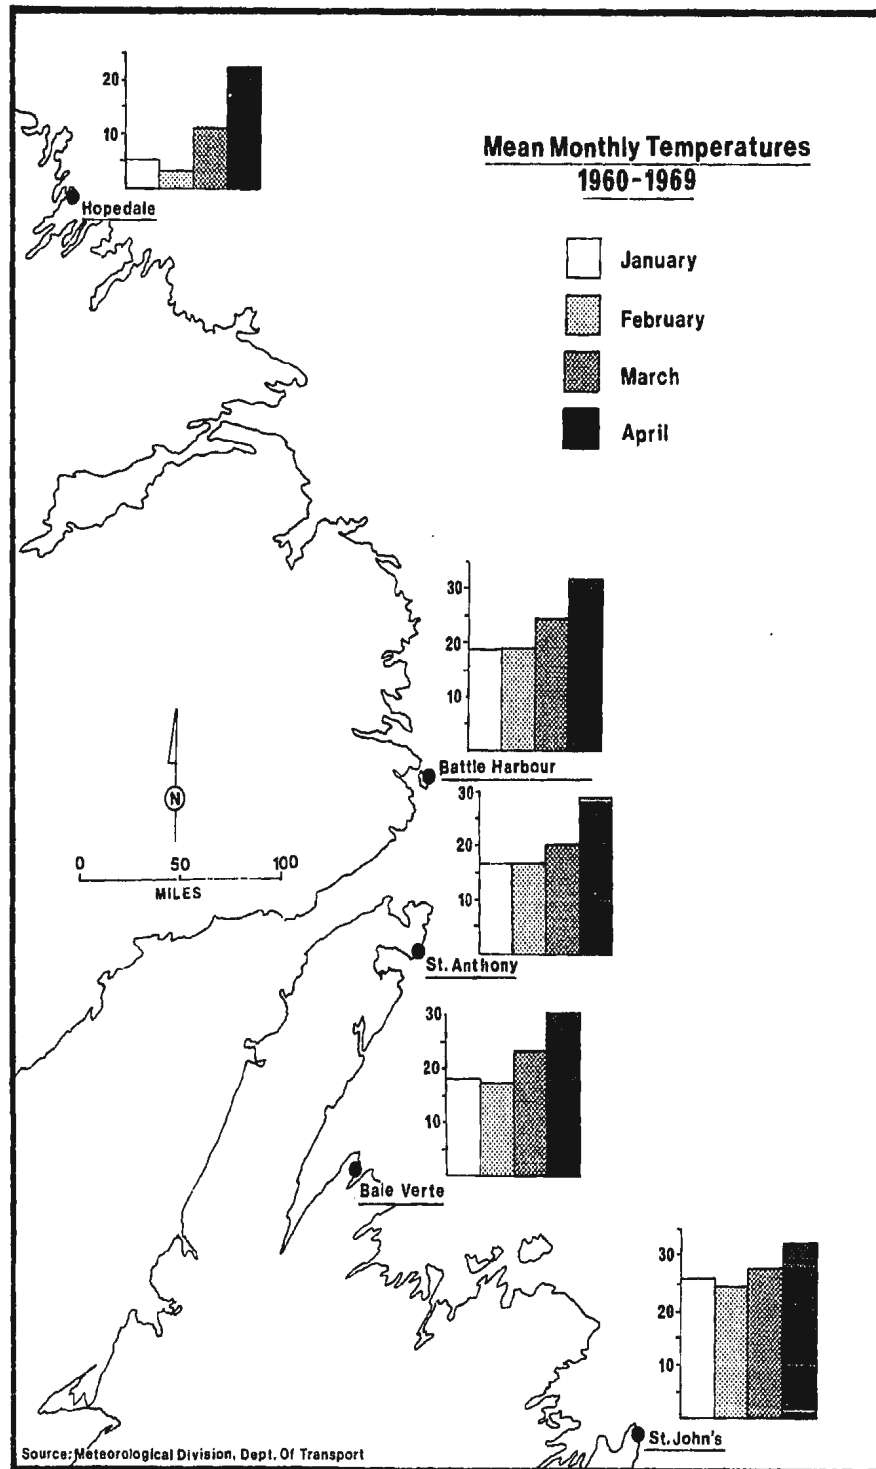 20
10
Hopedale
Mean Monthly Temperatures
1960-1969
January
February
March
April
30
20
10
Battle Harbour
N
0 50 100
MILES
30
20
10
St. Anthony
30
20
10
Baie Verte
30
20
10
St. John's
Source: Meteorological Division, Dept. Of Transport